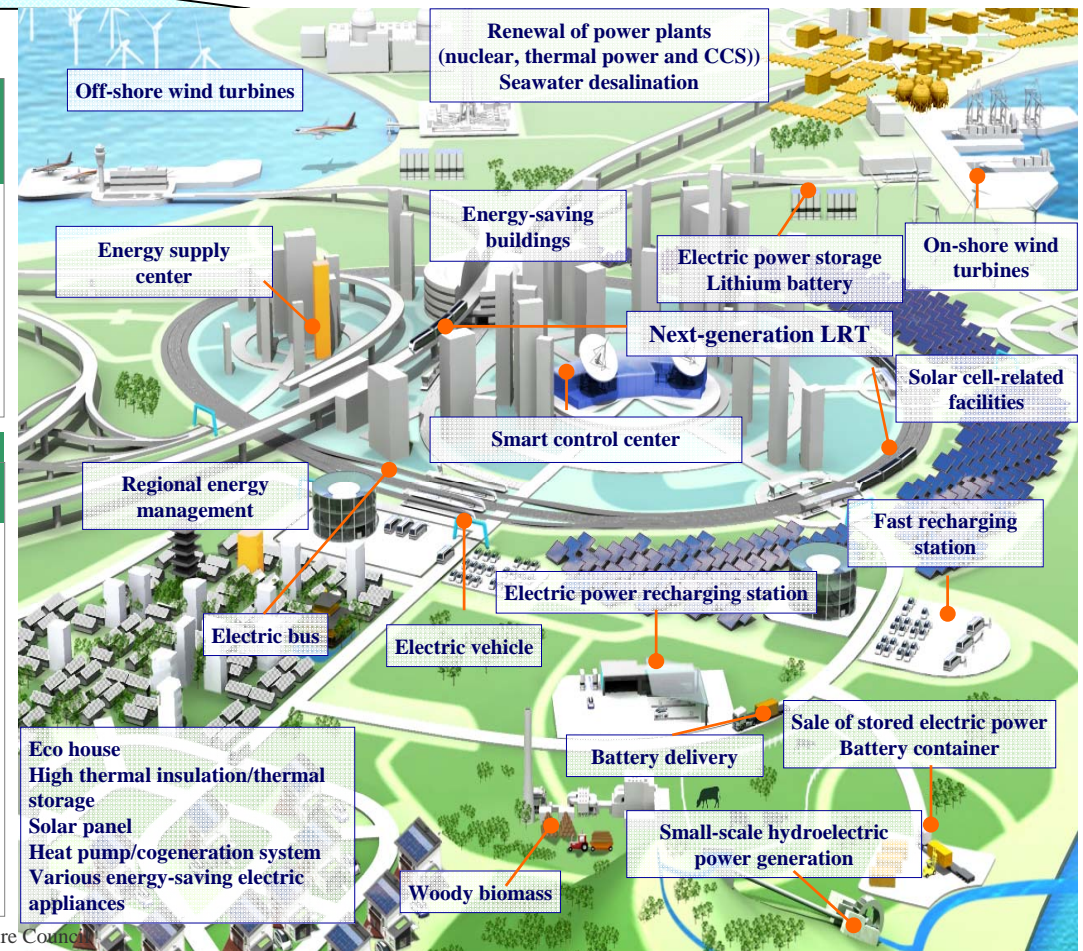 Renewal of power plants
(nuclear, thermal power and CCS))
Seawater desalination
Off-shore wind turbines
Energy-saving
buildings
Energy supply
center
Electric power storage
Lithium battery
On-shore wind
turbines
Next-generation LRT
Solar cell-related
facilities
Smart control center
Regional energy
management
Fast recharging
station
Electric power recharging station
Electric bus
Electric vehicle
Sale of stored electric power
Battery container
Battery delivery
Eco house
High thermal insulation/thermal
storage
Solar panel
Heat pump/cogeneration system
Various energy-saving electric
appliances
Small-scale hydroelectric
power generation
Woody biomass
re Council